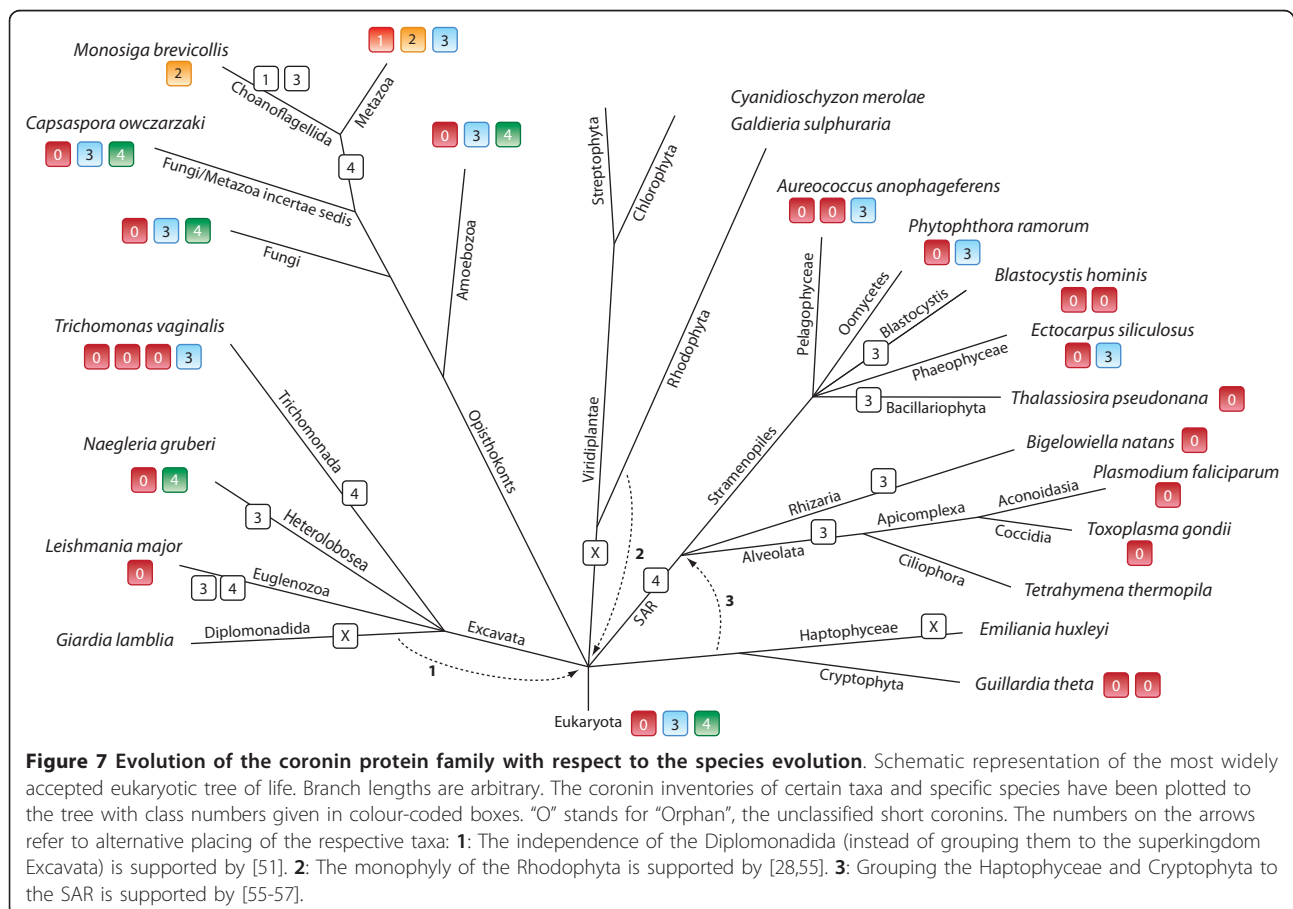 Monosiga brevicollis
2
Choanoflagellida
1 3
Metazoa
1 2 3
4
Capsaspora owczarzaki
0 3 4
Fungi/Metazoa incertae sedis
0 3 4
Fungi
0 3 4
Amoebozoa
Opisthokonts
Streptophyta
Chlorophyta
Viridiplantae
X
Cyanidioschyzon merolae
Galdieria sulphuraria
Rhodophyta
2
Trichomonas vaginalis
0 0 0 3
Trichomonada
4
Naegleria gruberi
0 4
3
Heterolobosea
Leishmania major
0
3 4
Euglenozoa
Giardia lamblia
Diplomonadida
X
Excavata
1
Aureococcus anophageferens
0 0 3
Pelagophyceae
Phytophthora ramorum
0 3
Oomycetes
Blastocystis hominis
0 0
Blastocystis
3
Ectocarpus siliculosus
0 3
Phaeophyceae
3
Bacillariophyta
Thalassiosira pseudonana 0
Stramenopiles
Bigelowiella natans 0
Rhizaria
3
Plasmodium faliciparum
0
Aconoidasia
Apicomplexa
Coccidia
Toxoplasma gondii
0
Alveolata
3
Ciliophora
Tetrahymena thermopila
4
SAR
3
Haptophyceae
X
Emiliania huxleyi
Cryptophyta
Guillardia theta 0 0
Eukaryota 0 3 4
Figure 7 Evolution of the coronin protein family with respect to the species evolution. Schematic representation of the most widely
accepted eukaryotic tree of life. Branch lengths are arbitrary. The coronin inventories of certain taxa and specific species have been plotted to
the tree with class numbers given in colour-coded boxes. “O” stands for “Orphan”, the unclassified short coronins. The numbers on the arrows
refer to alternative placing of the respective taxa: 1: The independence of the Diplomonadida (instead of grouping them to the superkingdom
Excavata) is supported by [51]. 2: The monophyly of the Rhodophyta is supported by [28,55]. 3: Grouping the Haptophyceae and Cryptophyta to
the SAR is supported by [55-57].